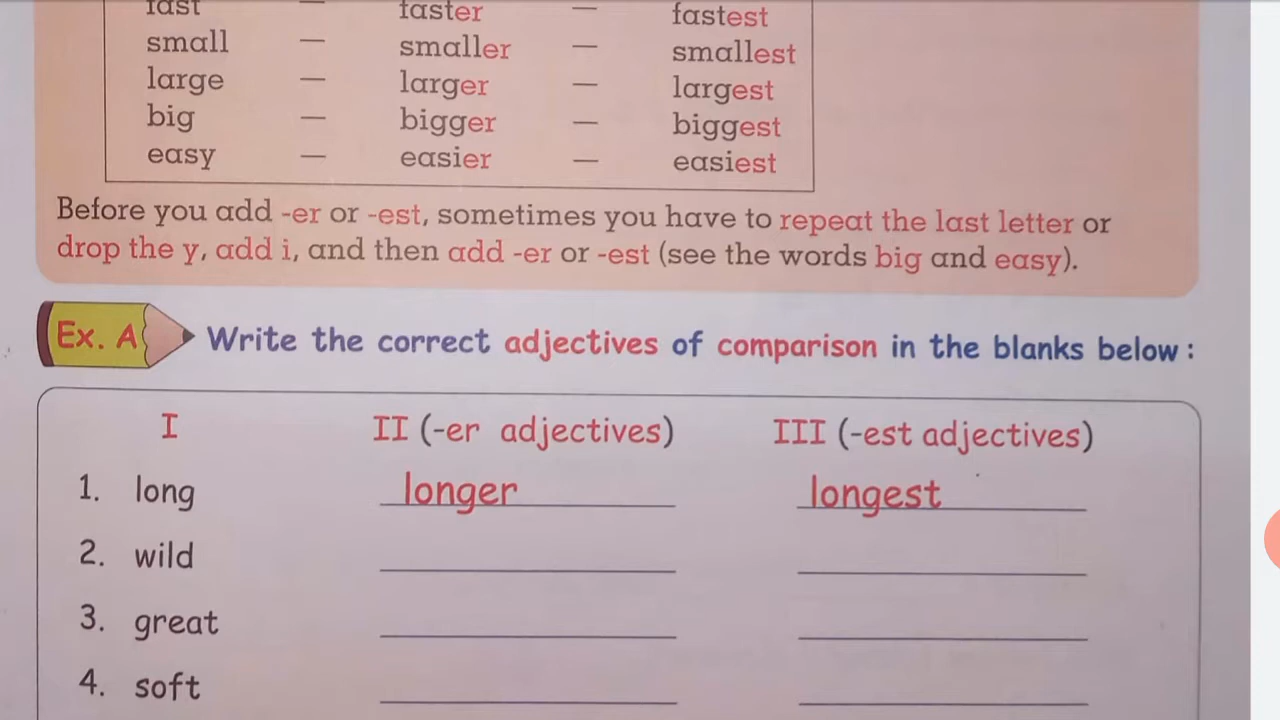 fast — faster — fastest
small — smaller — smallest
large — larger — largest
big — bigger — biggest
easy — easier — easiest
Before you add -er or -est, sometimes you have to repeat the last letter or
drop the y, add i, and then add -er or -est (see the words big and easy).
Ex. A Write the correct adjectives of comparison in the blanks below :
I II (-er adjectives) III (-est adjectives)
1. long longer longest
2. wild
3. great
4. soft